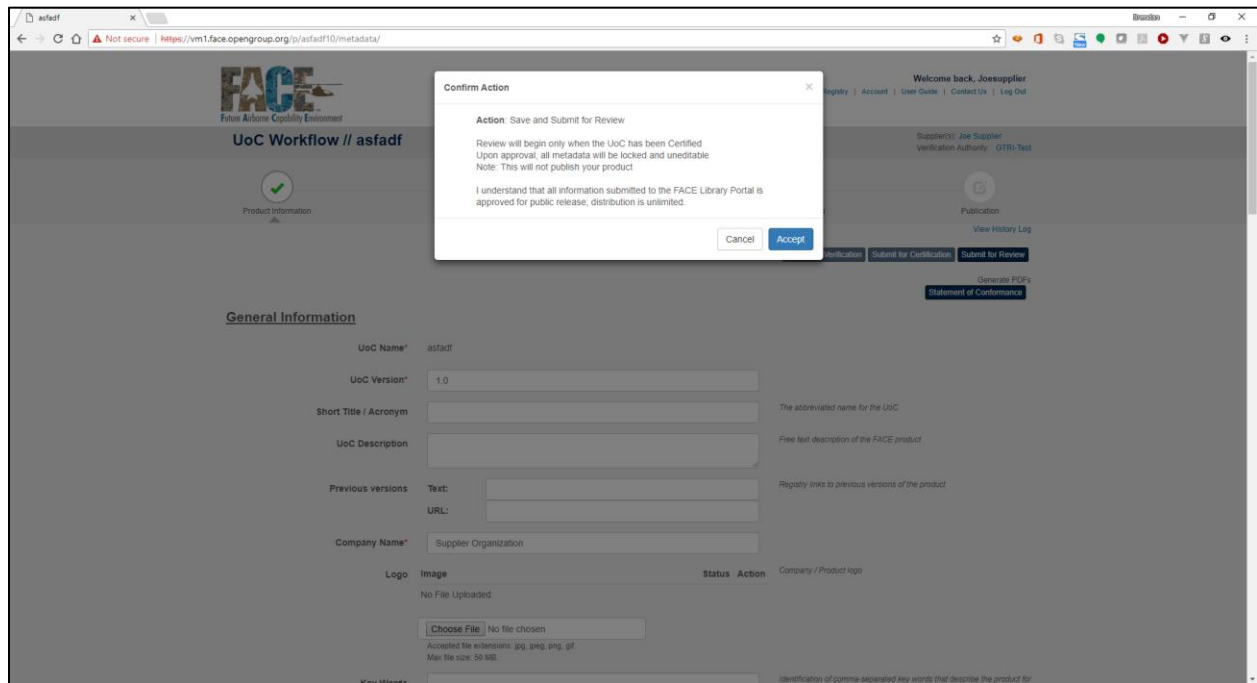 asfadf
Brandon
Not secure | https://vm1.face.opengroup.org/p/asfadf10/metadata/
New
FACE
Future Airborne Capability Environment
Welcome back, Joesupplier
Registry | Account | User Guide | Contact Us | Log Out
UoC Workflow // asfadf
Supplier(s): Joe Supplier
Verification Authority: GTRI-Test
Confirm Action
Action: Save and Submit for Review
Review will begin only when the UoC has been Certified
Upon approval, all metadata will be locked and uneditable
Note: This will not publish your product
I understand that all information submitted to the FACE Library Portal is
approved for public release, distribution is unlimited.
Cancel Accept
Product Information
Publication
View History Log
Verification Submit for Certification Submit for Review
Generate PDFs
Statement of Conformance
General Information
UoC Name* asfadf
UoC Version* 1.0
Short Title / Acronym The abbreviated name for the UoC
UoC Description Free text description of the FACE product
Previous versions Text: Registry links to previous versions of the product
URL:
Company Name* Supplier Organization
Logo Image Status Action Company / Product logo
No File Uploaded
Choose File No file chosen
Accepted file extensions: jpg, jpeg, png, gif.
Max file size: 50 MB.
Key Words Identification of comma-separated key words that describe the product for